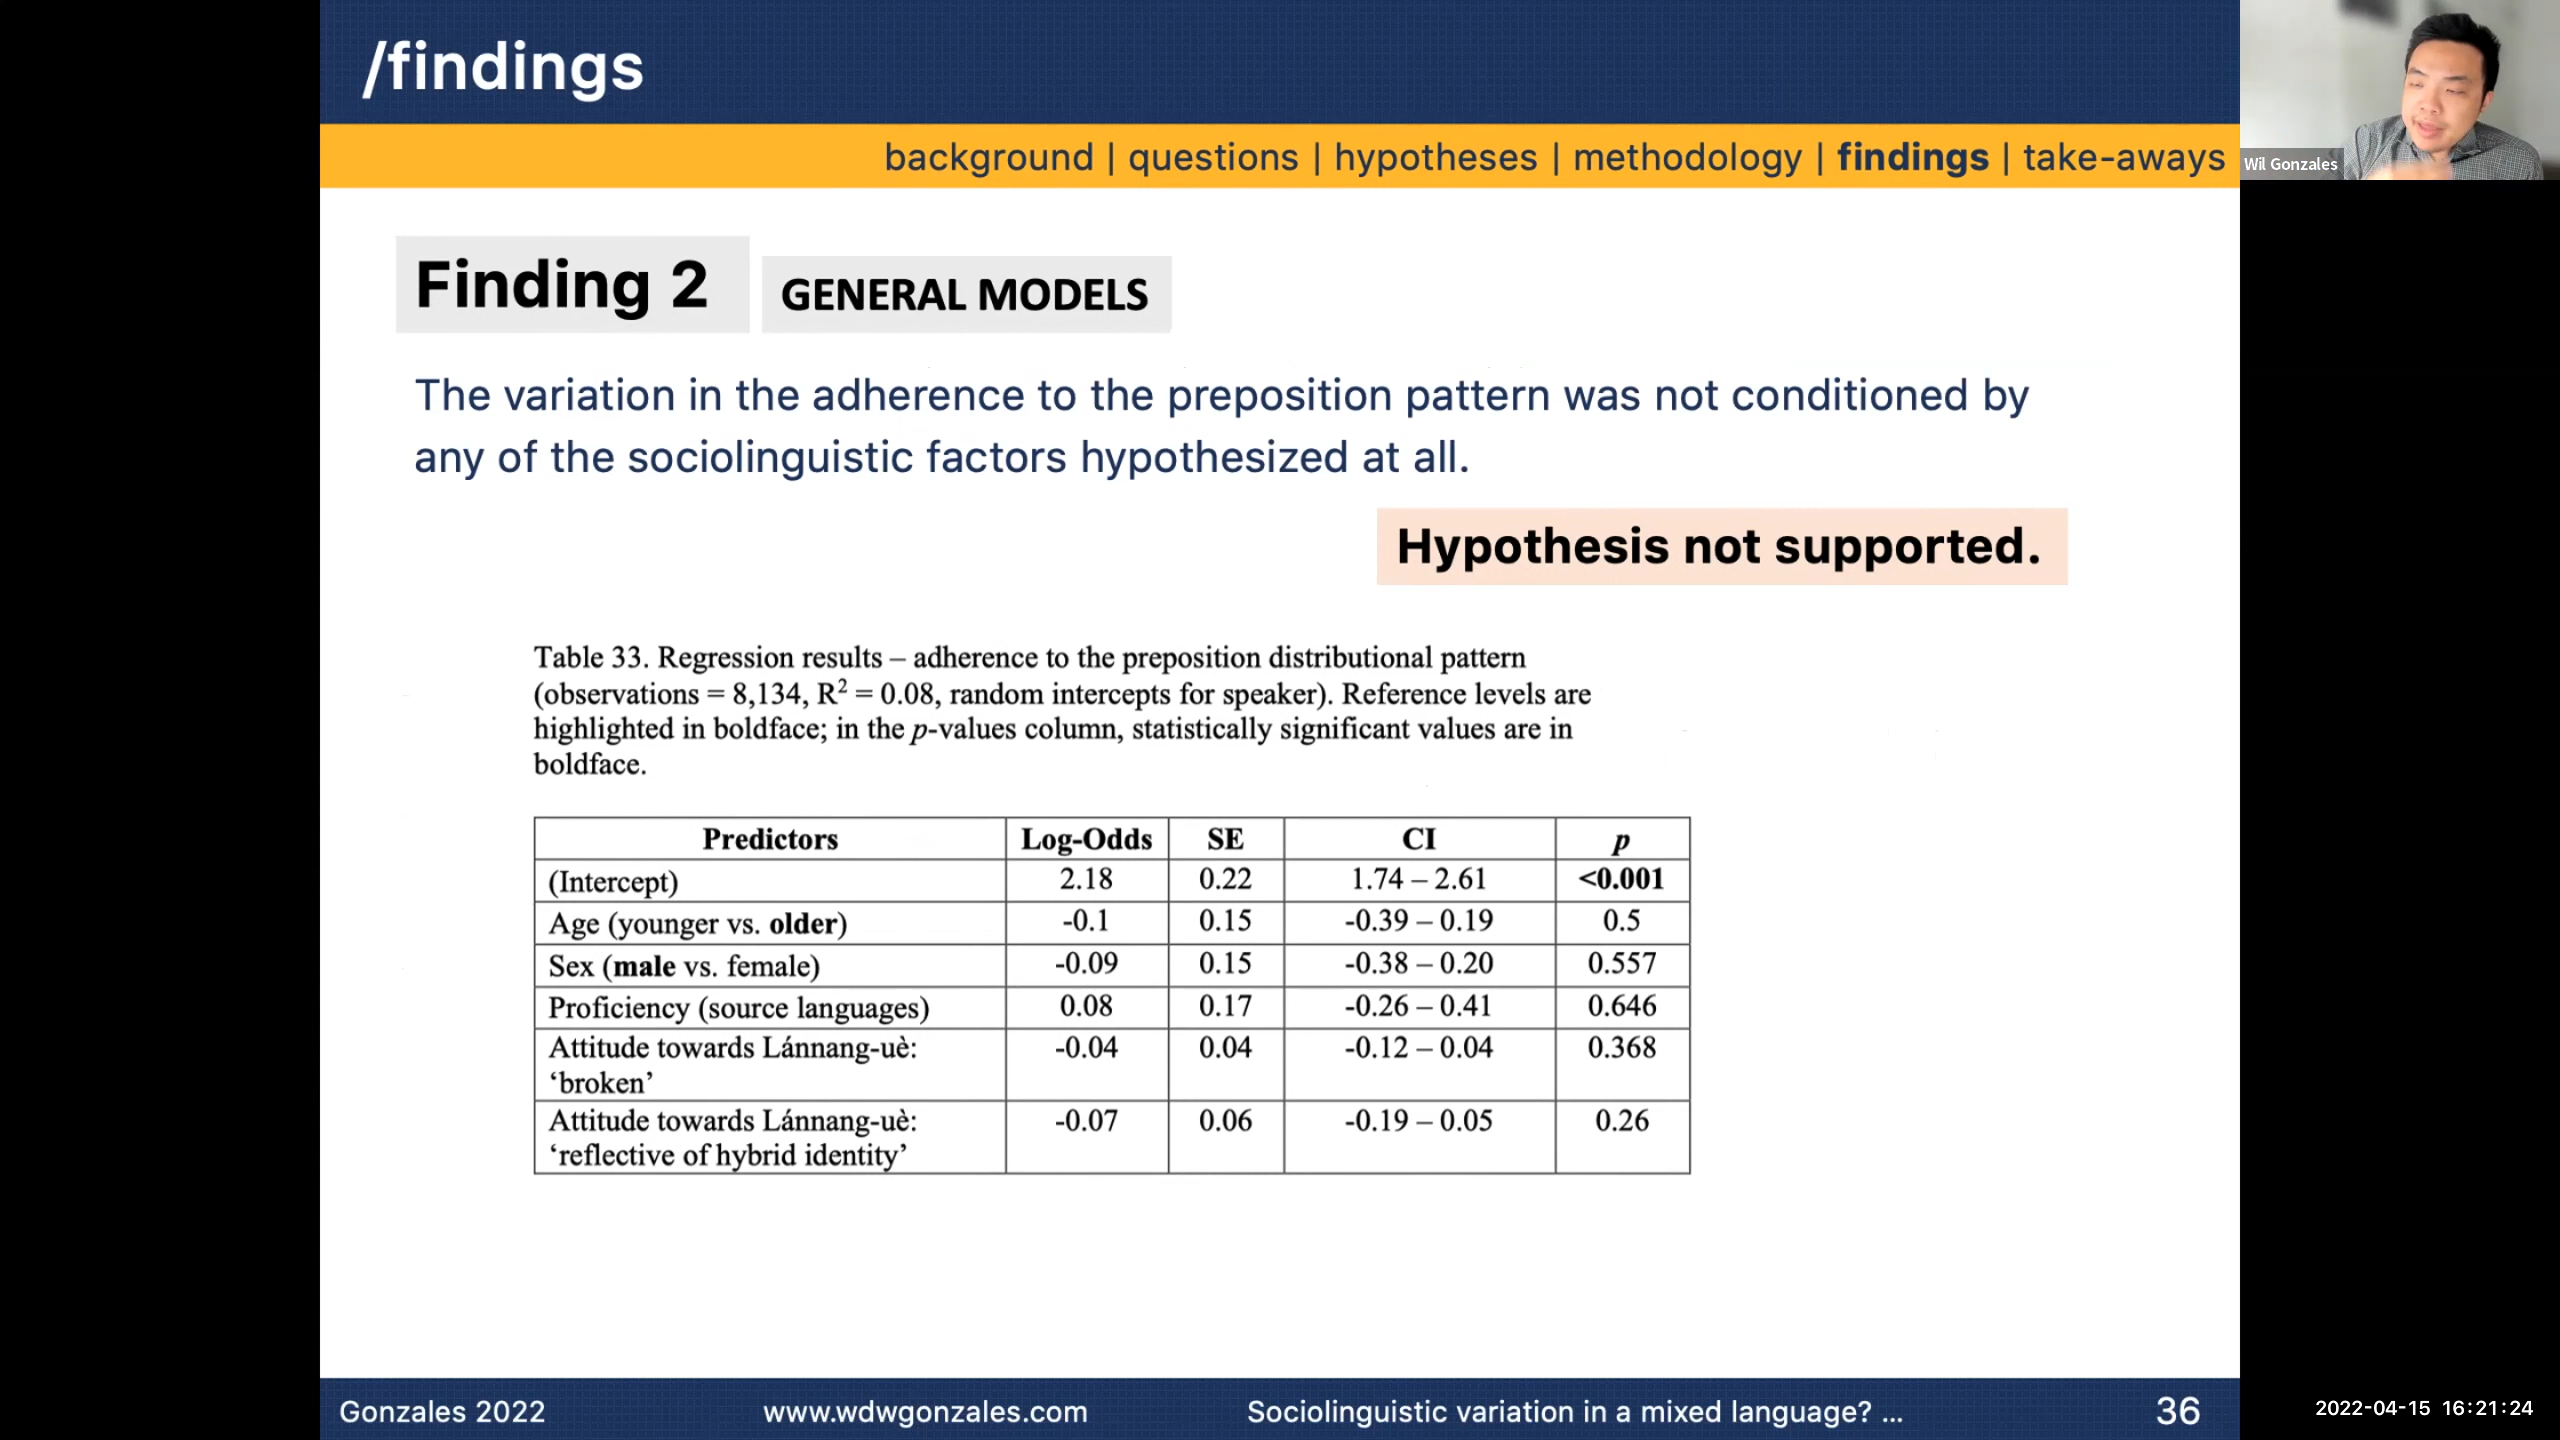 /findings
background | questions | hypotheses | methodology | findings | take-aways
Wil Gonzales
Finding 2
GENERAL MODELS
The variation in the adherence to the preposition pattern was not conditioned by
any of the sociolinguistic factors hypothesized at all.
Hypothesis not supported.
Table 33. Regression results – adherence to the preposition distributional pattern
(observations = 8,134, R² = 0.08, random intercepts for speaker). Reference levels are
highlighted in boldface; in the p-values column, statistically significant values are in
boldface.
Predictors Log-Odds SE CI p
(Intercept) 2.18 0.22 1.74 – 2.61 <0.001
Age (younger vs. older) -0.1 0.15 -0.39 – 0.19 0.5
Sex (male vs. female) -0.09 0.15 -0.38 – 0.20 0.557
Proficiency (source languages) 0.08 0.17 -0.26 – 0.41 0.646
Attitude towards Lánnang-uè: -0.04 0.04 -0.12 – 0.04 0.368
‘broken’
Attitude towards Lánnang-uè: -0.07 0.06 -0.19 – 0.05 0.26
‘reflective of hybrid identity’
Gonzales 2022 www.wdwgonzales.com Sociolinguistic variation in a mixed language? ... 36
2022-04-15 16:21:24